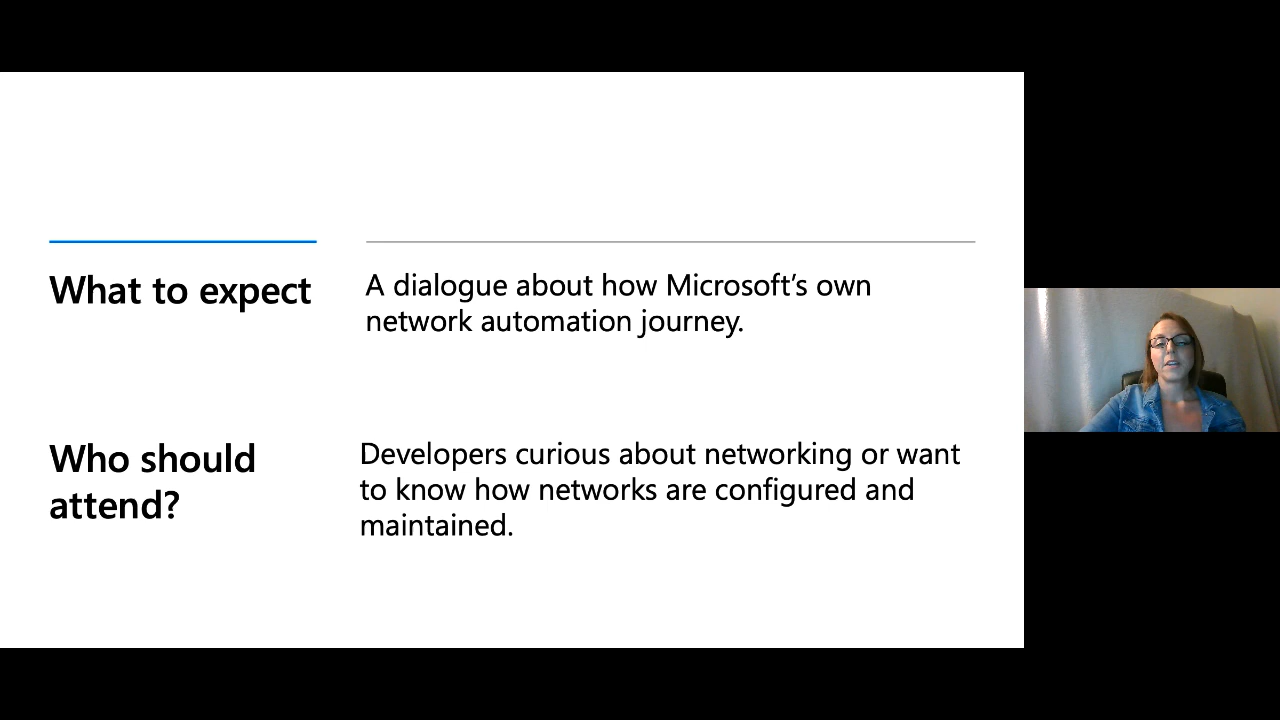 What to expect
A dialogue about how Microsoft’s own
network automation journey.
Who should
attend?
Developers curious about networking or want
to know how networks are configured and
maintained.